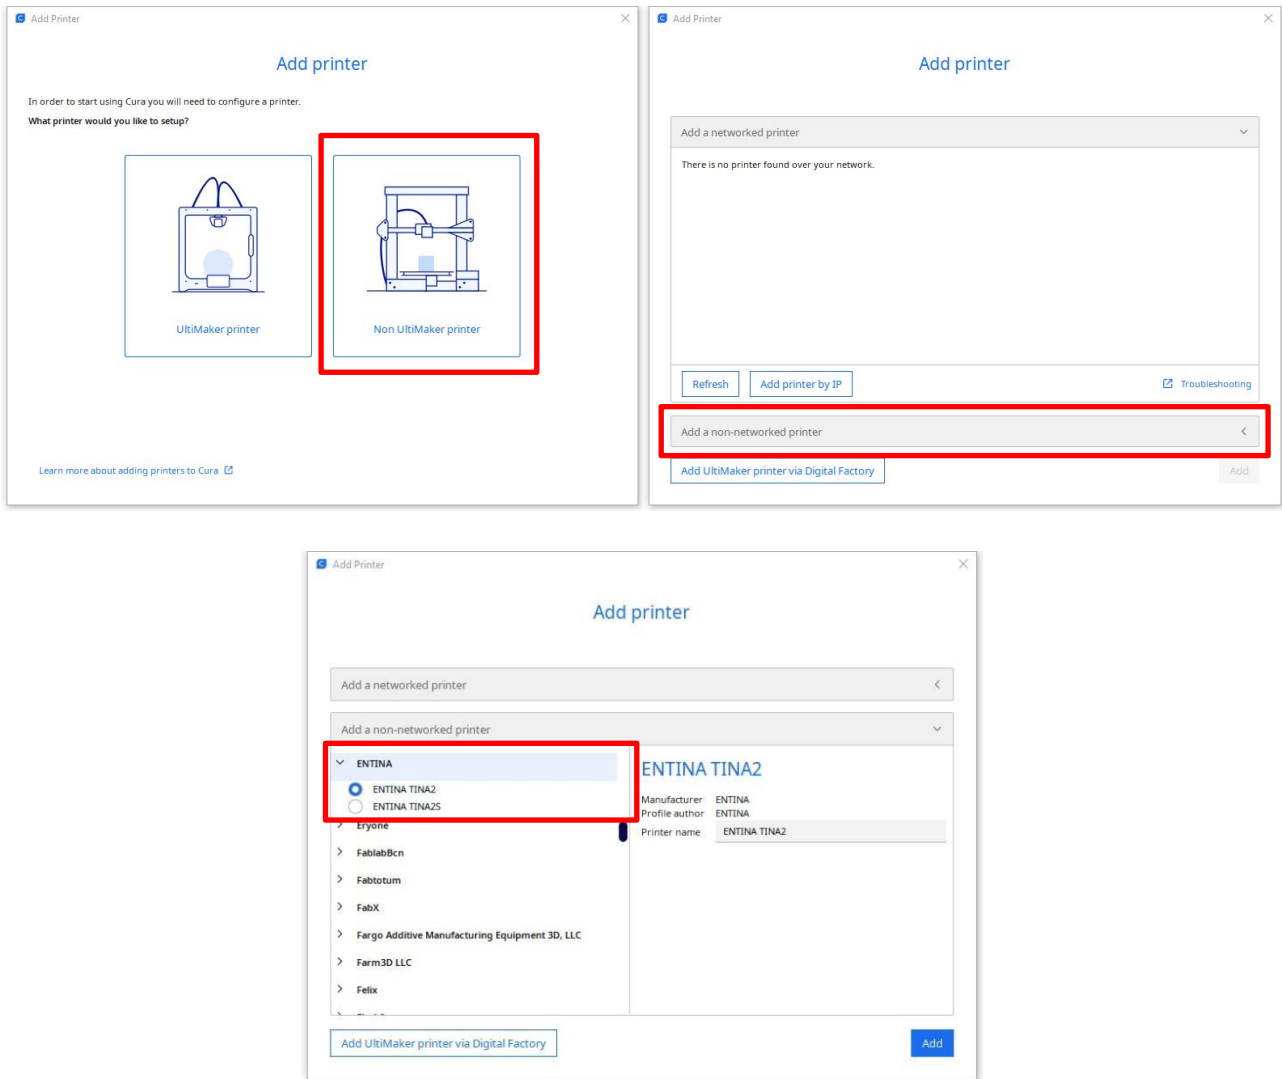 Add Printer
Add printer
In order to start using Cura you will need to configure a printer.
What printer would you like to setup?
UltiMaker printer
Non UltiMaker printer
Learn more about adding printers to Cura
Add Printer
Add printer
Add a networked printer
There is no printer found over your network.
Refresh
Add printer by IP
Troubleshooting
Add a non-networked printer
Add UltiMaker printer via Digital Factory
Add
Add Printer
Add printer
Add a networked printer
Add a non-networked printer
ENTINA
ENTINA TINA2
ENTINA TINA2S
Eryone
FablabBcn
Fabtotum
FabX
Fargo Additive Manufacturing Equipment 3D, LLC
Farm3D LLC
Felix
ENTINA TINA2
Manufacturer ENTINA
Profile author ENTINA
Printer name ENTINA TINA2
Add UltiMaker printer via Digital Factory
Add